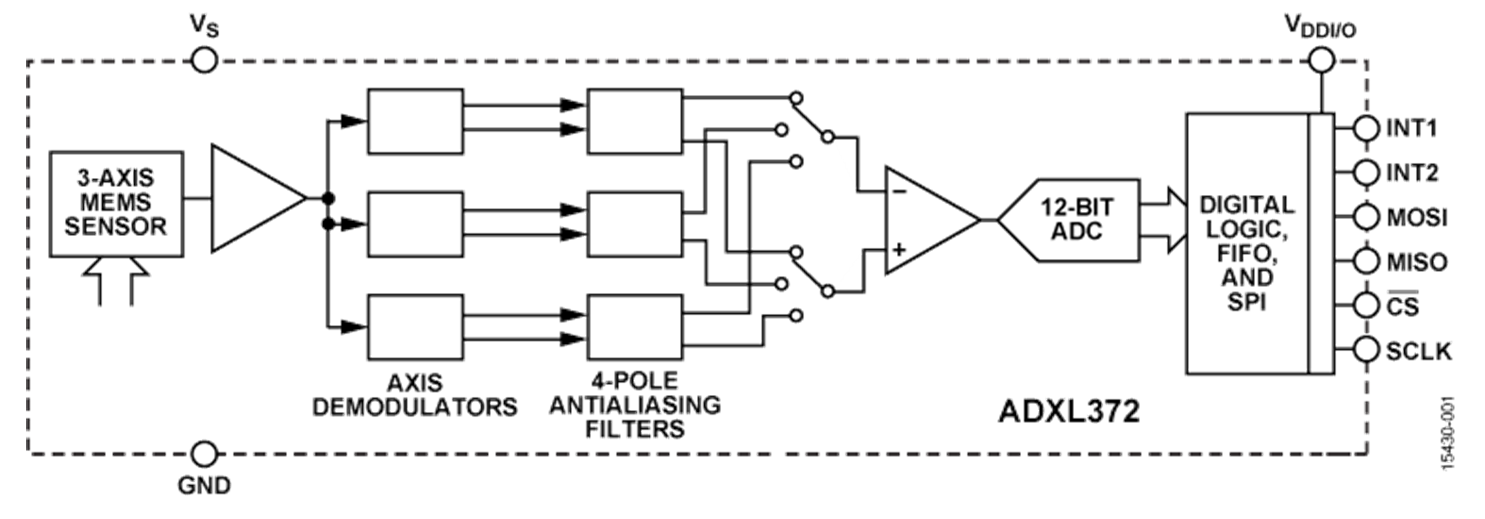 VS
VDDI/O
3-AXIS
MEMS
SENSOR
−
+
12-BIT
ADC
DIGITAL
LOGIC,
FIFO,
AND
SPI
INT1
INT2
MOSI
MISO
C̅S̅
SCLK
AXIS
DEMODULATORS
4-POLE
ANTIALIASING
FILTERS
ADXL372
15430-001
GND